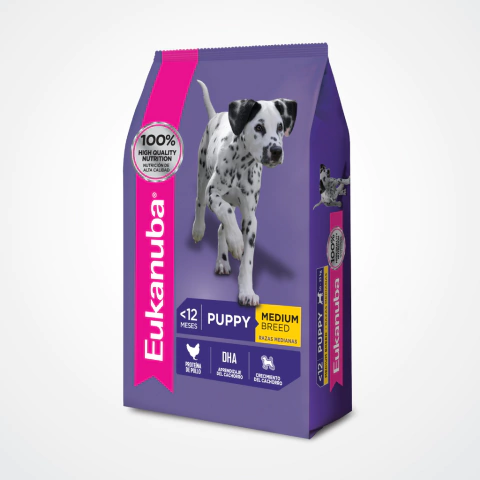 100%
HIGH QUALITY
NUTRITION
NUTRICIÓN DE
ALTA CALIDAD
Eukanuba
<12
MESES
PUPPY
MEDIUM
BREED
RAZAS MEDIANAS
PROTEÍNA
DE POLLO
DHA
APRENDIZAJE
DEL CACHORRO
CRECIMIENTO
DEL CACHORRO
100%
Eukanuba
<12
PUPPY